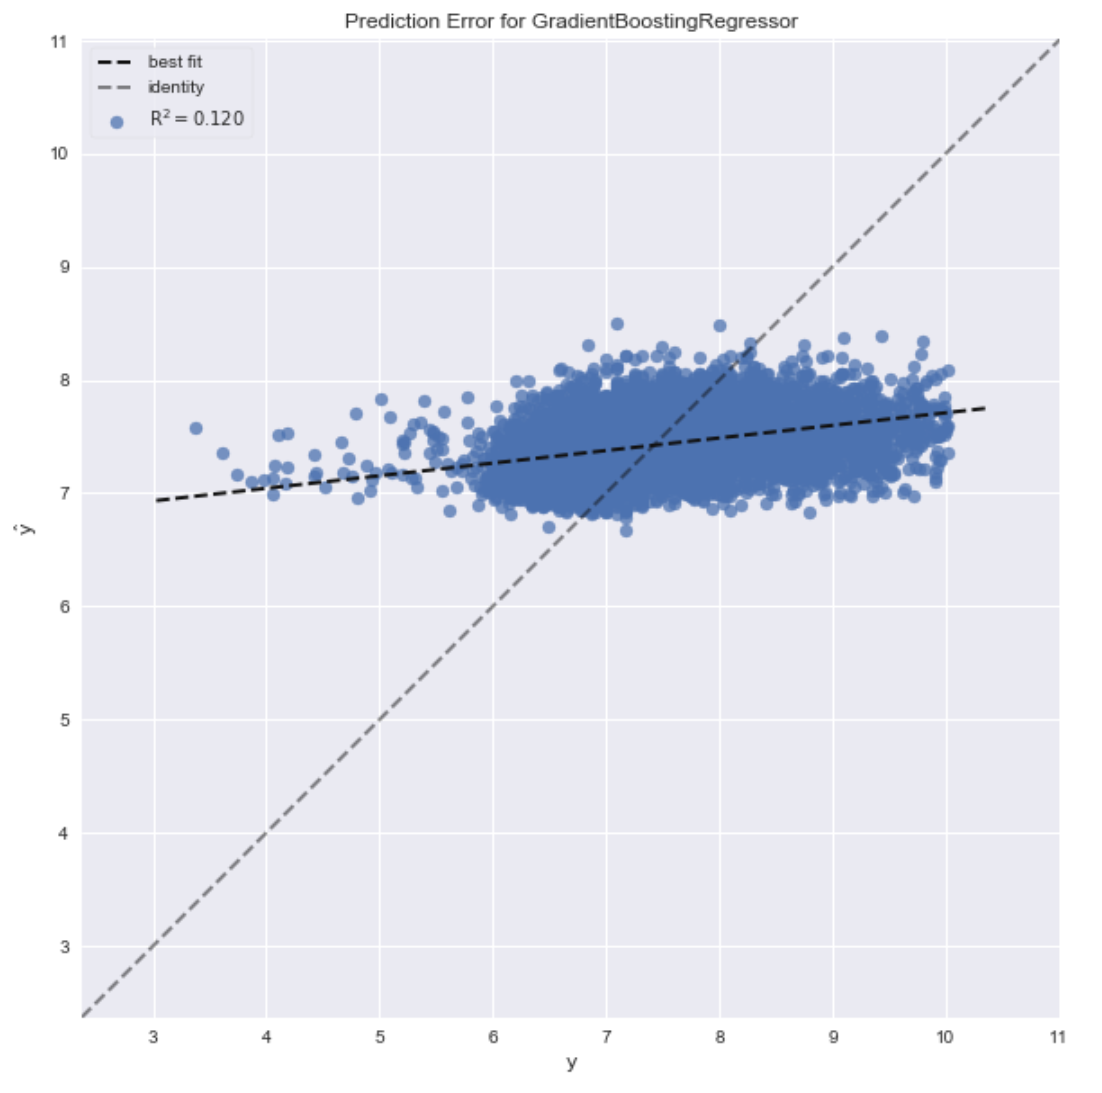 Prediction Error for GradientBoostingRegressor
best fit
identity
R² = 0.120
11
10
9
8
7
6
5
4
3
ŷ
3 4 5 6 7 8 9 10 11
y